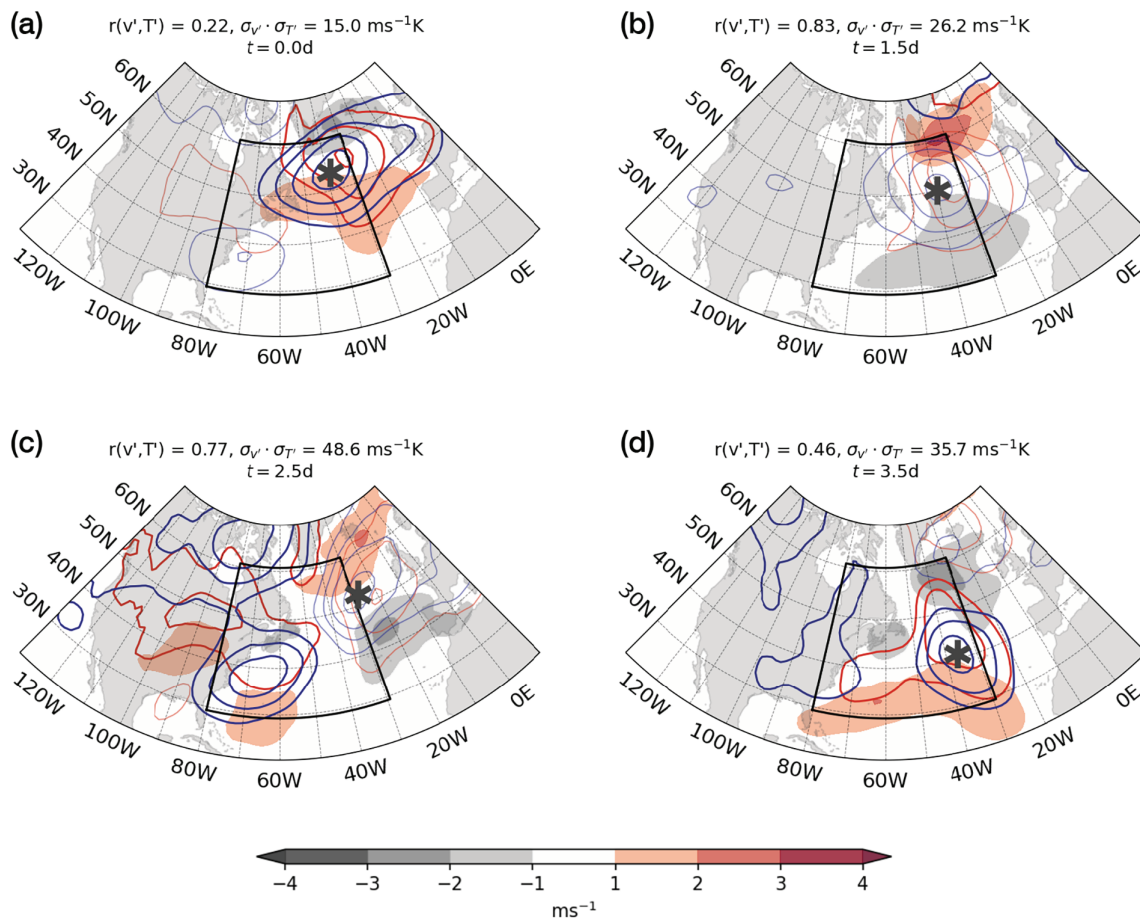 (a)
r(v',T') = 0.22, σv'·σT' = 15.0 ms⁻¹K
t = 0.0d
60N
50N
40N
30N
120W
100W
80W
60W
40W
20W
0E
(b)
r(v',T') = 0.83, σv'·σT' = 26.2 ms⁻¹K
t = 1.5d
60N
50N
40N
30N
120W
100W
80W
60W
40W
20W
0E
(c)
r(v',T') = 0.77, σv'·σT' = 48.6 ms⁻¹K
t = 2.5d
60N
50N
40N
30N
120W
100W
80W
60W
40W
20W
0E
(d)
r(v',T') = 0.46, σv'·σT' = 35.7 ms⁻¹K
t = 3.5d
60N
50N
40N
30N
120W
100W
80W
60W
40W
20W
0E
−4 −3 −2 −1 1 2 3 4
ms⁻¹